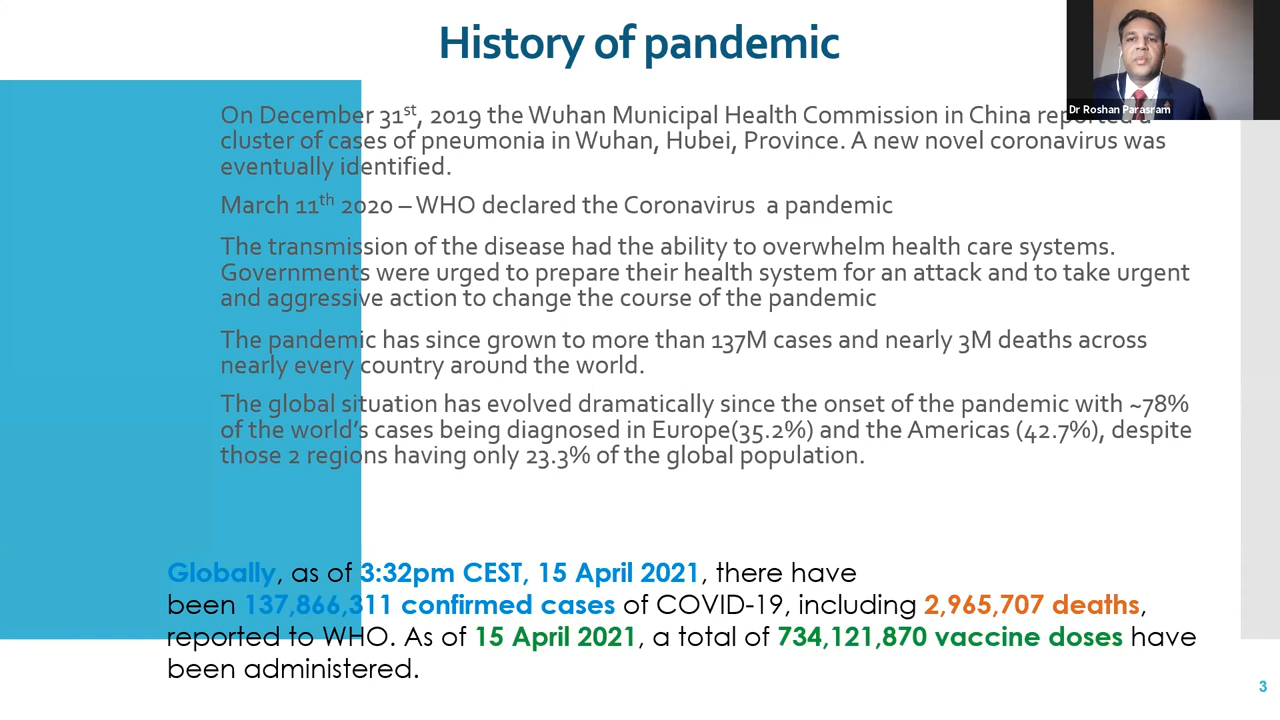 History of pandemic
Dr Roshan Parasram
On December 31st, 2019 the Wuhan Municipal Health Commission in China reported a
cluster of cases of pneumonia in Wuhan, Hubei, Province. A new novel coronavirus was
eventually identified.
March 11th 2020 – WHO declared the Coronavirus  a pandemic
The transmission of the disease had the ability to overwhelm health care systems.
Governments were urged to prepare their health system for an attack and to take urgent
and aggressive action to change the course of the pandemic
The pandemic has since grown to more than 137M cases and nearly 3M deaths across
nearly every country around the world.
The global situation has evolved dramatically since the onset of the pandemic with ~78%
of the world's cases being diagnosed in Europe(35.2%) and the Americas (42.7%), despite
those 2 regions having only 23.3% of the global population.
Globally, as of 3:32pm CEST, 15 April 2021, there have
been 137,866,311 confirmed cases of COVID-19, including 2,965,707 deaths,
reported to WHO. As of 15 April 2021, a total of 734,121,870 vaccine doses have
been administered.
3